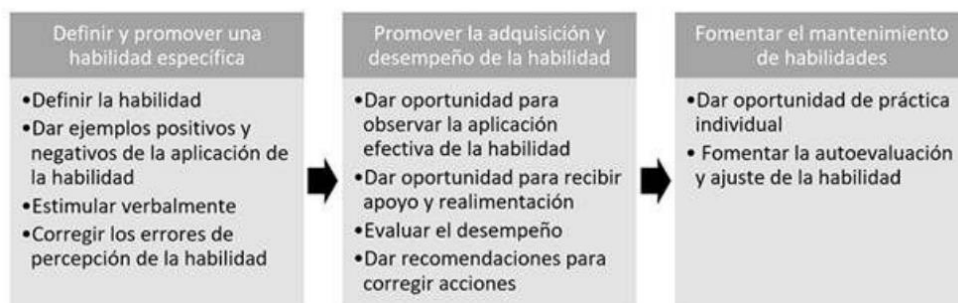 Definir y promover una
habilidad específica
•Definir la habilidad
•Dar ejemplos positivos y
negativos de la aplicación de
la habilidad
•Estimular verbalmente
•Corregir los errores de
percepción de la habilidad
Promover la adquisición y
desempeño de la habilidad
•Dar oportunidad para
observar la aplicación
efectiva de la habilidad
•Dar oportunidad para recibir
apoyo y realimentación
•Evaluar el desempeño
•Dar recomendaciones para
corregir acciones
Fomentar el mantenimiento
de habilidades
•Dar oportunidad de práctica
individual
• Fomentar la autoevaluación
y ajuste de la habilidad